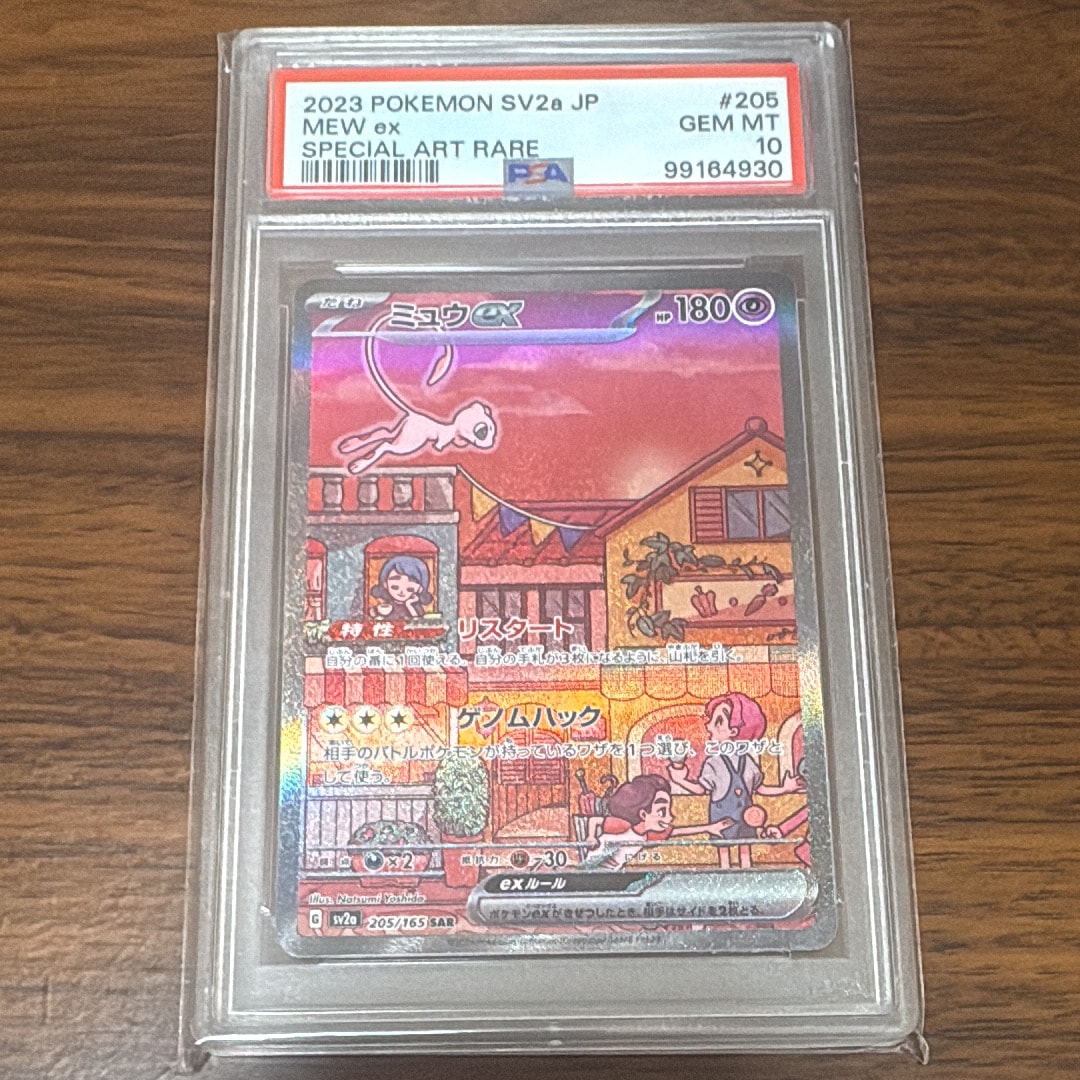 2023 POKEMON SV2a JP #205
MEW ex GEM MT
SPECIAL ART RARE 10
PSA 99164930
たね ミュウex HP 180
特性 リスタート
自分の番に1回使える。自分の手札が3枚になるように、山札を引く。
ゲノムハック
相手のバトルポケモンが持っているワザを1つ選び、このワザと
して使う。
弱点 ×2 抵抗力 -30 にげる
exルール
ポケモンexがきぜつしたとき、相手はサイドを2枚とる。
Illus. Natsumi Yoshida
G sv2a 205/165 SAR